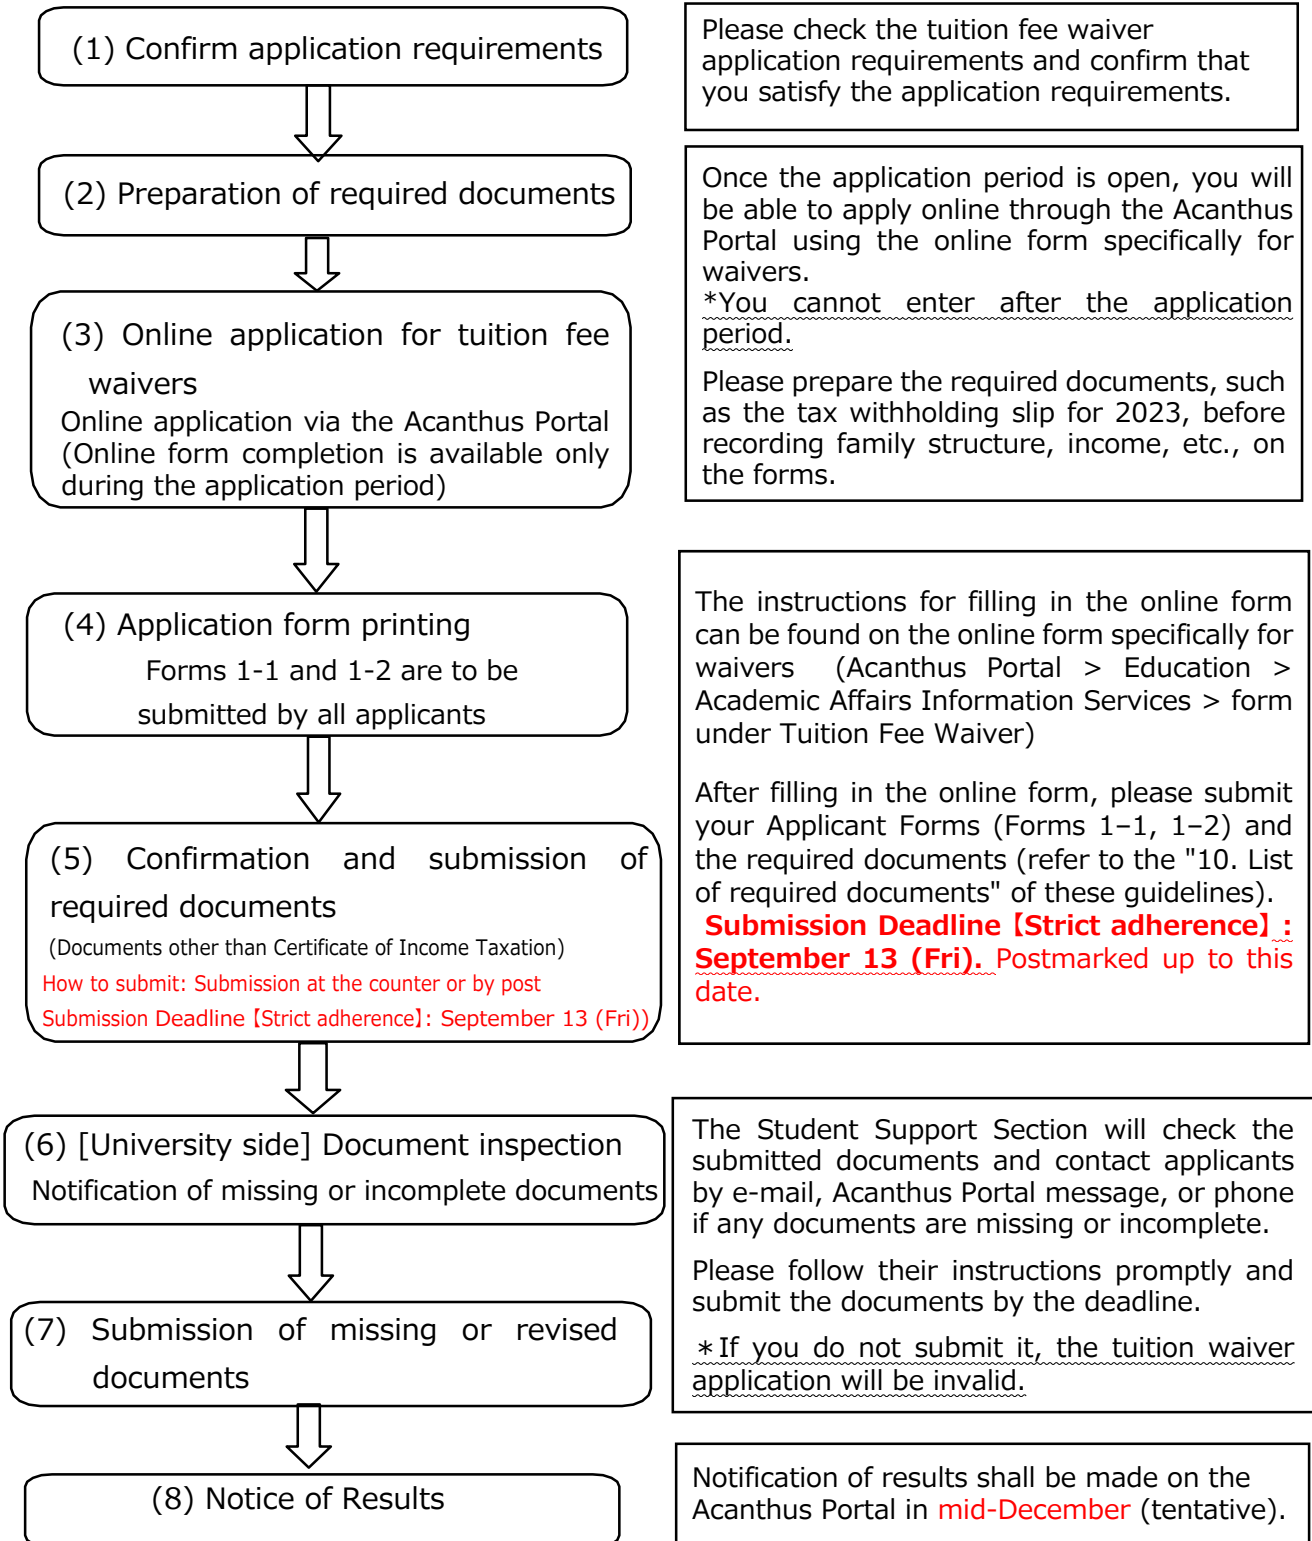 (1) Confirm application requirements
Please check the tuition fee waiver
application requirements and confirm that
you satisfy the application requirements.
(2) Preparation of required documents
Once the application period is open, you will
be able to apply online through the Acanthus
Portal using the online form specifically for
waivers.
*You cannot enter after the application
period.
Please prepare the required documents, such
as the tax withholding slip for 2023, before
recording family structure, income, etc., on
the forms.
(3) Online application for tuition fee
waivers
Online application via the Acanthus Portal
(Online form completion is available only
during the application period)
(4) Application form printing
Forms 1-1 and 1-2 are to be
submitted by all applicants
The instructions for filling in the online form
can be found on the online form specifically for
waivers (Acanthus Portal > Education >
Academic Affairs Information Services > form
under Tuition Fee Waiver)
After filling in the online form, please submit
your Applicant Forms (Forms 1–1, 1–2) and
the required documents (refer to the "10. List
of required documents" of these guidelines).
Submission Deadline【Strict adherence】:
September 13 (Fri). Postmarked up to this
date.
(5) Confirmation and submission of
required documents
(Documents other than Certificate of Income Taxation)
How to submit: Submission at the counter or by post
Submission Deadline【Strict adherence】: September 13 (Fri))
(6) [University side] Document inspection
Notification of missing or incomplete documents
The Student Support Section will check the
submitted documents and contact applicants
by e-mail, Acanthus Portal message, or phone
if any documents are missing or incomplete.
Please follow their instructions promptly and
submit the documents by the deadline.
＊If you do not submit it, the tuition waiver
application will be invalid.
(7) Submission of missing or revised
documents
(8) Notice of Results
Notification of results shall be made on the
Acanthus Portal in mid-December (tentative).